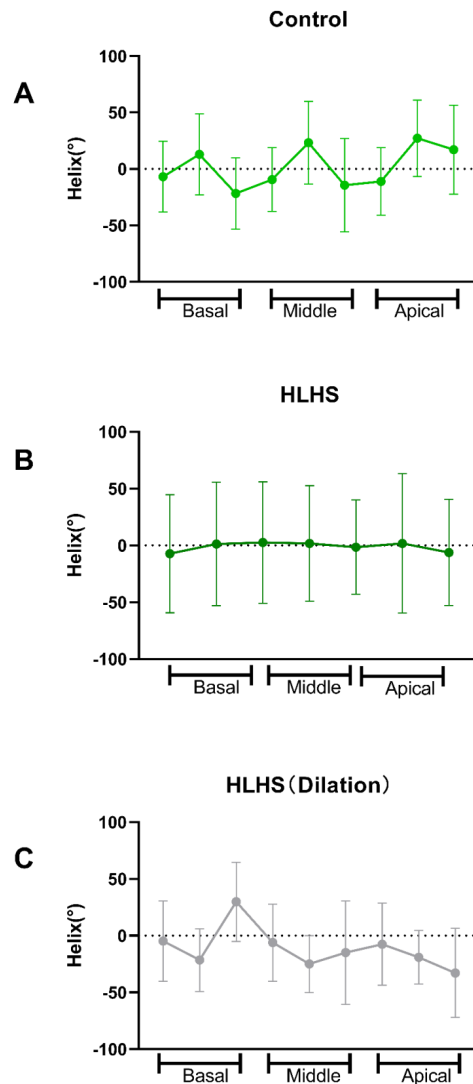 Control
A
Helix(°)
100
50
0
-50
-100
Basal
Middle
Apical
HLHS
B
Helix(°)
100
50
0
-50
-100
Basal
Middle
Apical
HLHS（Dilation）
C
Helix(°)
100
50
0
-50
-100
Basal
Middle
Apical